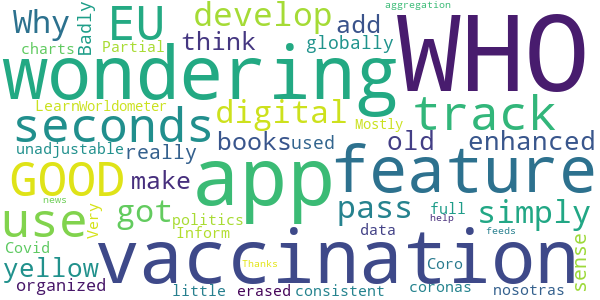 aggregation
Why EU Badly develop add WHO
charts Partial think globally
wondering
LearnWorldometer
seconds digital Mostly track
unadjustable really books used old enhanced
GOOD make app feature
use got Very politics Inform pass full simply
news data help feeds
Covid vaccination Coro sense
yellow Thanks
organized little erased consistent coronas nosotras